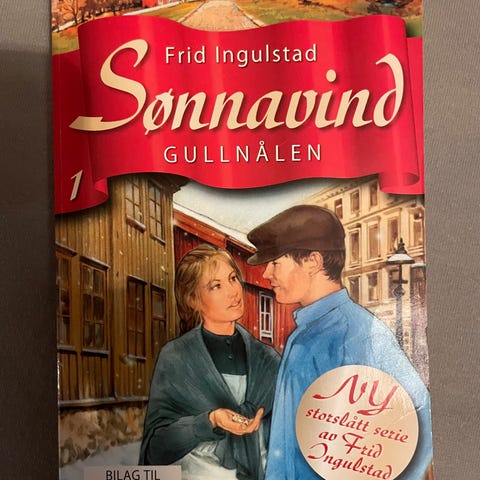 Frid Ingulstad
Sønnavind
GULLNÅLEN
1
NY
storslått serie
av Frid
Ingulstad
BILAG TIL